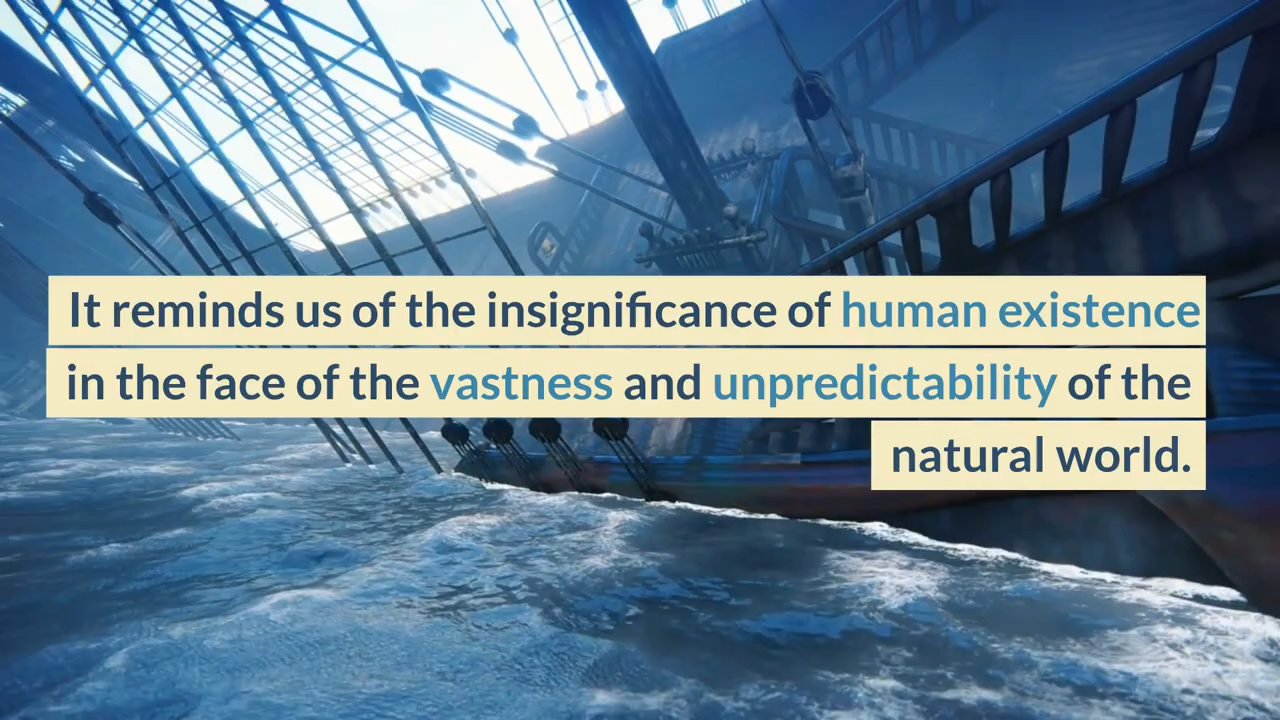 It reminds us of the insignificance of human existence
in the face of the vastness and unpredictability of the
natural world.